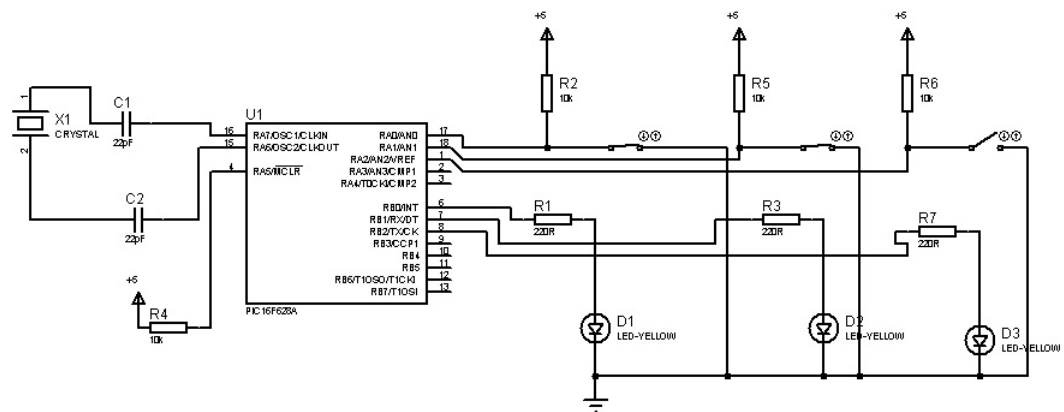 +5
+5
+5
R2
10k
R5
10k
R6
10k
1
X1
CRYSTAL
2
C1
22pF
C2
22pF
U1
16
RA7/OSC1/CLKIN
15
RA6/OSC2/CLKOUT
4
RA5/MCLR
RA0/AN0
17
RA1/AN1
18
RA2/AN2/VREF
1
RA3/AN3/CMP1
2
RA4/T0CKI/CMP2
3
RB0/INT
6
RB1/RX/DT
7
RB2/TX/CK
8
RB3/CCP1
9
RB4
10
RB5
11
RB6/T1OSO/T1CKI
12
RB7/T1OSI
13
PIC16F628A
+5
R4
10k
R1
220R
R3
220R
R7
220R
D1
LED-YELLOW
D2
LED-YELLOW
D3
LED-YELLOW